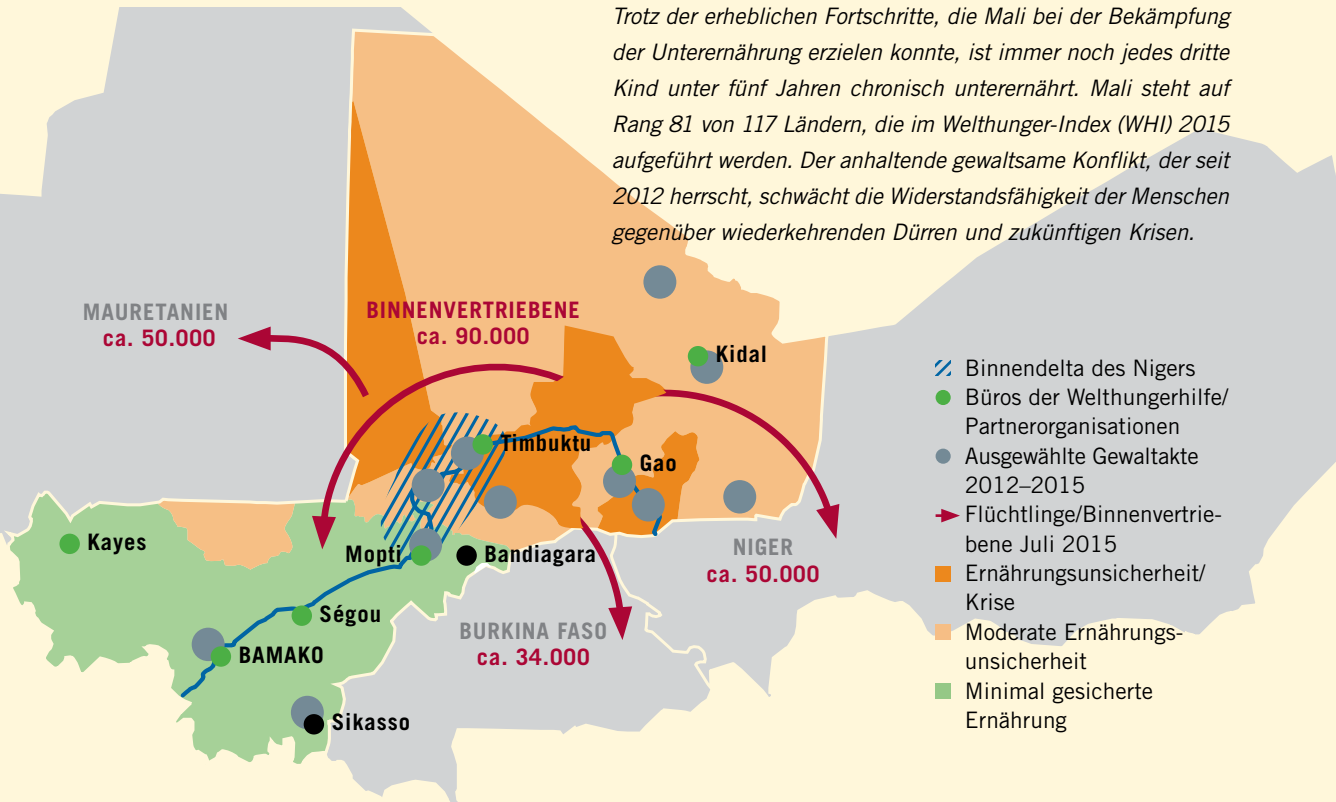 Trotz der erheblichen Fortschritte, die Mali bei der Bekämpfung
der Unterernährung erzielen konnte, ist immer noch jedes dritte
Kind unter fünf Jahren chronisch unterernährt. Mali steht auf
Rang 81 von 117 Ländern, die im Welthunger-Index (WHI) 2015
aufgeführt werden. Der anhaltende gewaltsame Konflikt, der seit
2012 herrscht, schwächt die Widerstandsfähigkeit der Menschen
gegenüber wiederkehrenden Dürren und zukünftigen Krisen.
MAURETANIEN
ca. 50.000
BINNENVERTRIEBENE
ca. 90.000
Kidal
Timbuktu
Gao
Kayes
Mopti
Bandiagara
NIGER
ca. 50.000
Ségou
BURKINA FASO
ca. 34.000
BAMAKO
Sikasso
Binnendelta des Nigers
Büros der Welthungerhilfe/
Partnerorganisationen
Ausgewählte Gewaltakte
2012–2015
Flüchtlinge/Binnenvertrie-
bene Juli 2015
Ernährungsunsicherheit/
Krise
Moderate Ernährungs-
unsicherheit
Minimal gesicherte
Ernährung